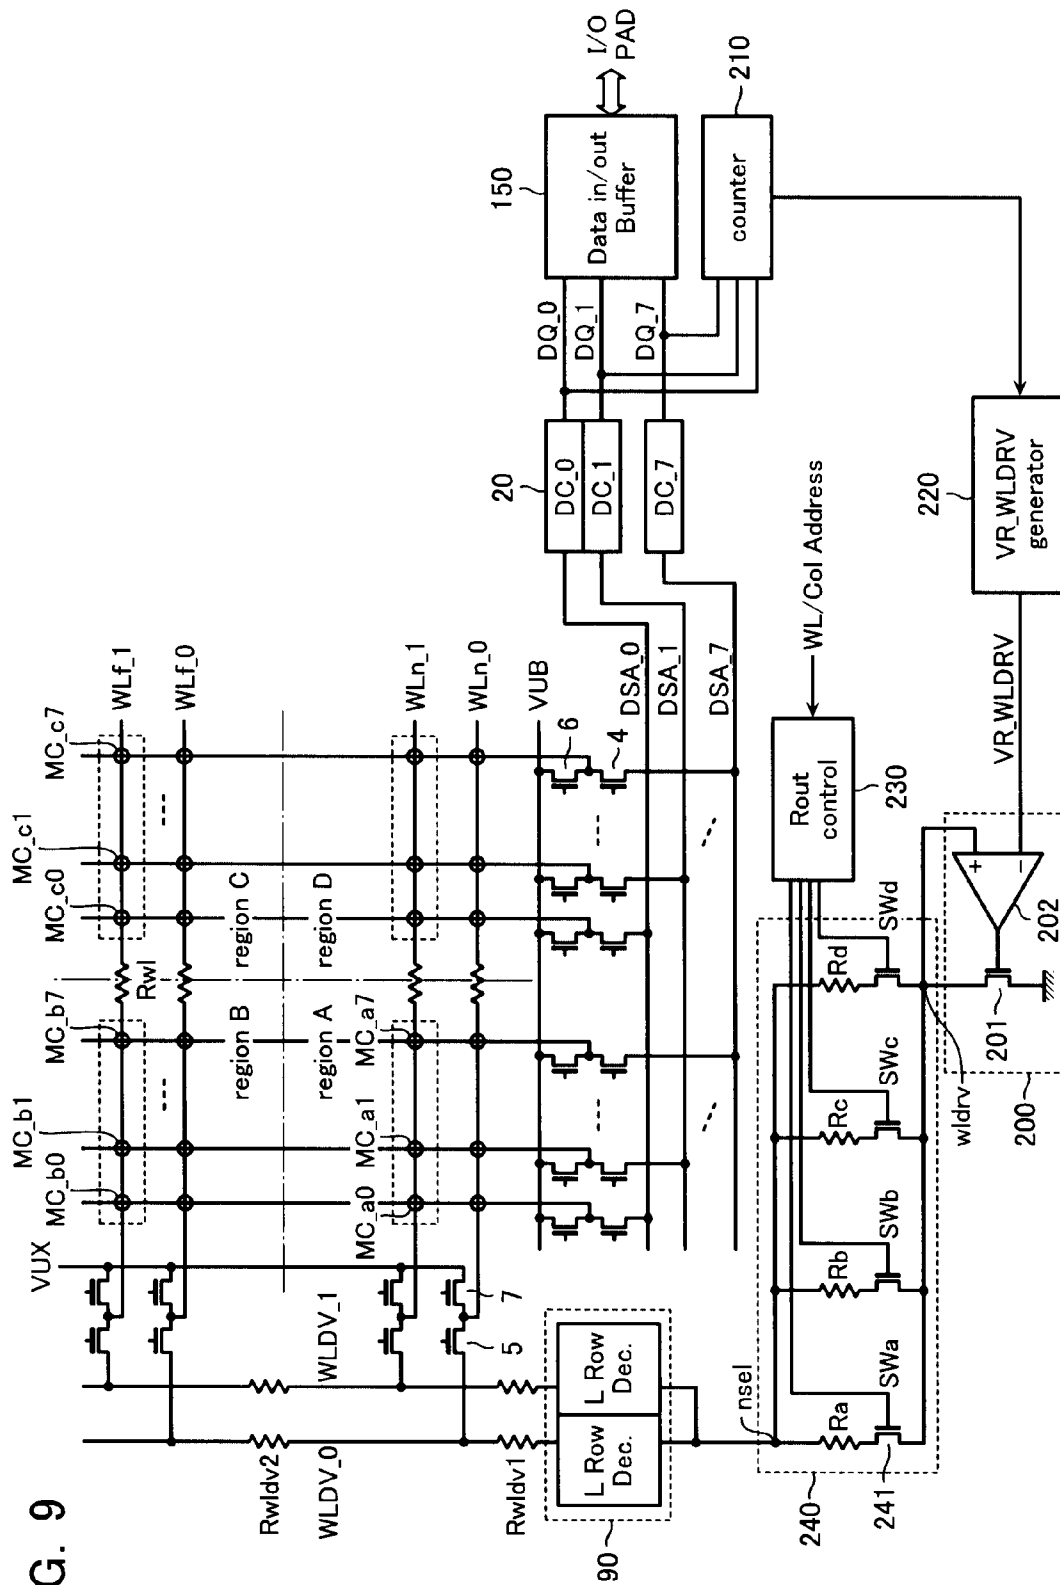 G. 9
MC_b0
MC_b1
MC_b7
MC_c0
MC_c1
MC_c7
VUX
WLf_1
WLf_0
Rwl
region B
region C
region A
region D
MC_a0
MC_a1
MC_a7
WLn_1
WLn_0
VUB
7
5
6
4
WLDV_1
Rwldv2
WLDV_0
Rwldv1
DSA_0
DSA_1
DSA_7
90
L Row
Dec.
L Row
Dec.
20
DC_0
DC_1
DC_7
DQ_0
DQ_1
DQ_7
150
Data in/out
Buffer
I/O
PAD
210
counter
nsel
240
241
Ra
Rb
Rc
Rd
SWa
SWb
SWc
SWd
Rout
control
230
WL/Col Address
wldrv
200
201
202
+
−
VR_WLDRV
220
VR_WLDRV
generator